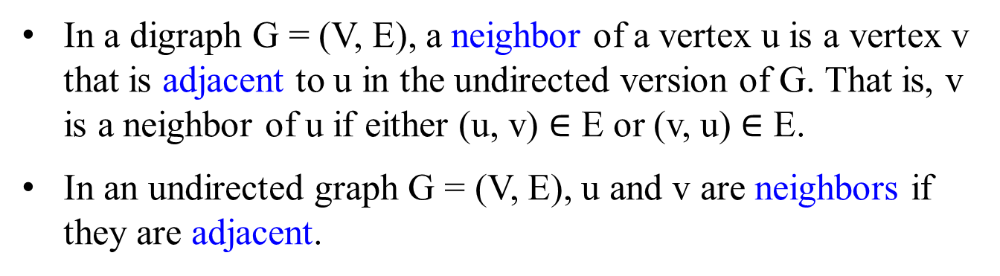 • In a digraph G = (V, E), a neighbor of a vertex u is a vertex v
that is adjacent to u in the undirected version of G. That is, v
is a neighbor of u if either (u, v) ∈ E or (v, u) ∈ E.
• In an undirected graph G = (V, E), u and v are neighbors if
they are adjacent.